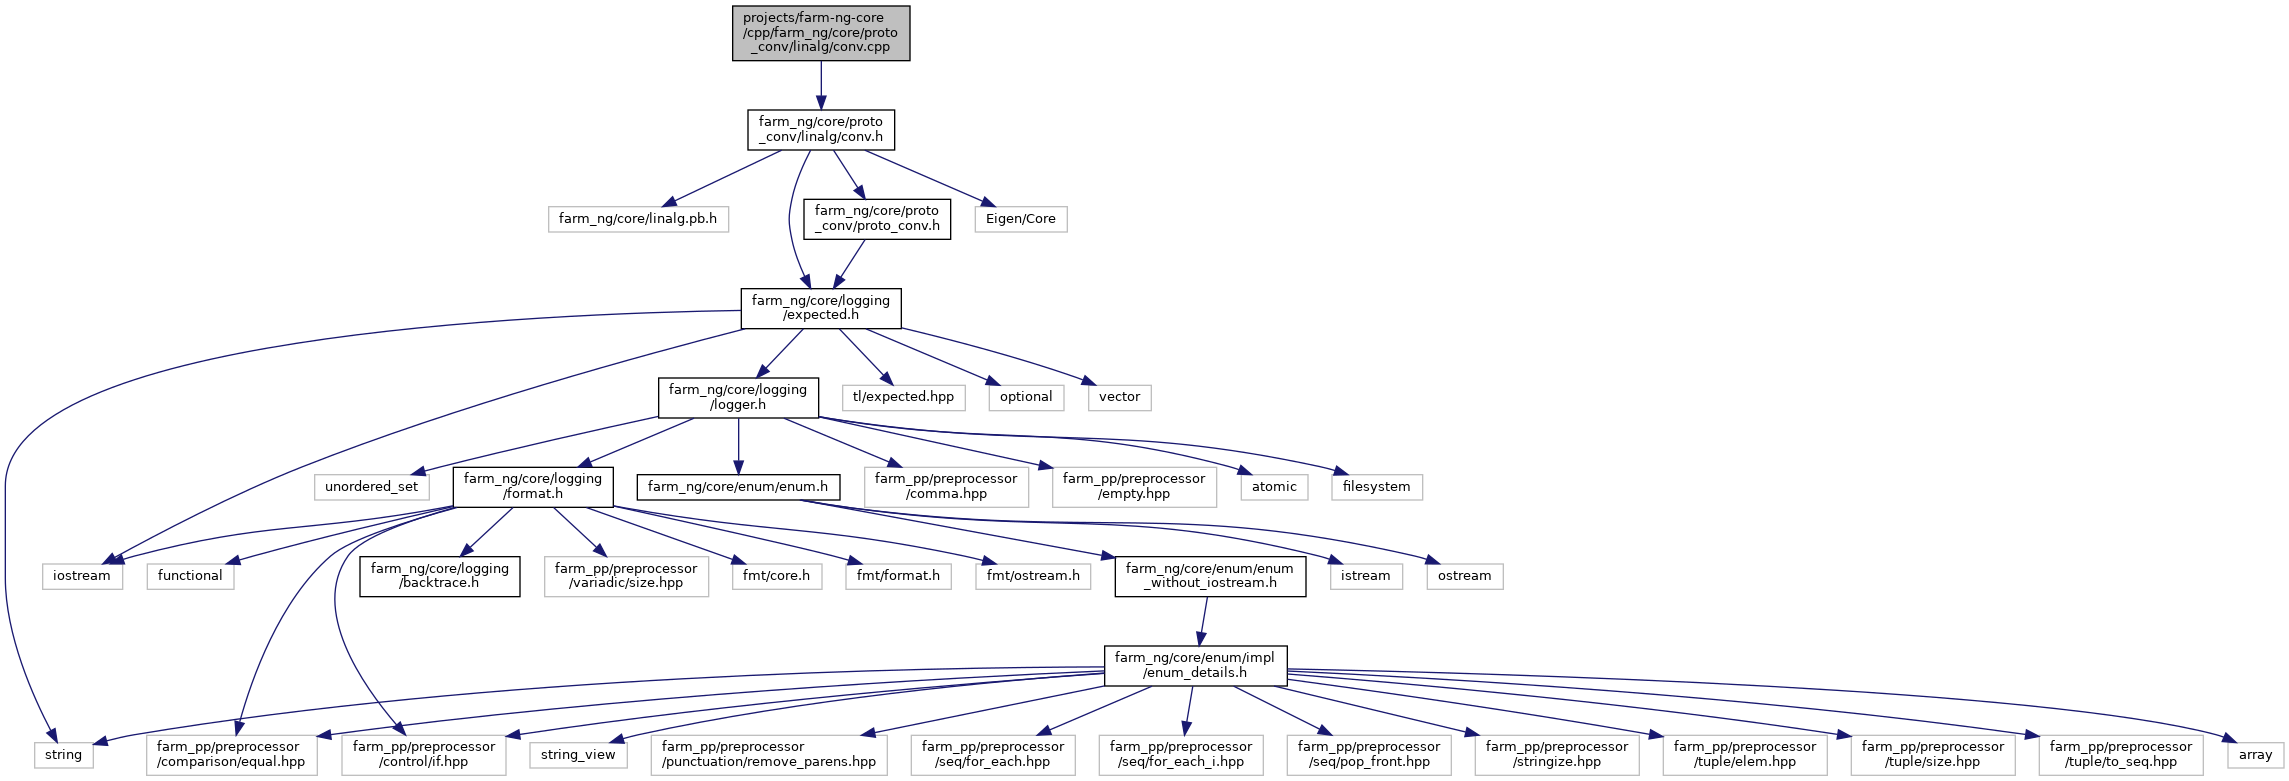 projects/farm-ng-core
/cpp/farm_ng/core/proto
_conv/linalg/conv.cpp
farm_ng/core/proto
_conv/linalg/conv.h
farm_ng/core/linalg.pb.h
farm_ng/core/proto
_conv/proto_conv.h
Eigen/Core
farm_ng/core/logging
/expected.h
farm_ng/core/logging
/logger.h
tl/expected.hpp
optional
vector
unordered_set
farm_ng/core/logging
/format.h
farm_ng/core/enum/enum.h
farm_pp/preprocessor
/comma.hpp
farm_pp/preprocessor
/empty.hpp
atomic
filesystem
iostream
functional
farm_ng/core/logging
/backtrace.h
farm_pp/preprocessor
/variadic/size.hpp
fmt/core.h
fmt/format.h
fmt/ostream.h
farm_ng/core/enum/enum
_without_iostream.h
istream
ostream
farm_ng/core/enum/impl
/enum_details.h
string
farm_pp/preprocessor
/comparison/equal.hpp
farm_pp/preprocessor
/control/if.hpp
string_view
farm_pp/preprocessor
/punctuation/remove_parens.hpp
farm_pp/preprocessor
/seq/for_each.hpp
farm_pp/preprocessor
/seq/for_each_i.hpp
farm_pp/preprocessor
/seq/pop_front.hpp
farm_pp/preprocessor
/stringize.hpp
farm_pp/preprocessor
/tuple/elem.hpp
farm_pp/preprocessor
/tuple/size.hpp
farm_pp/preprocessor
/tuple/to_seq.hpp
array